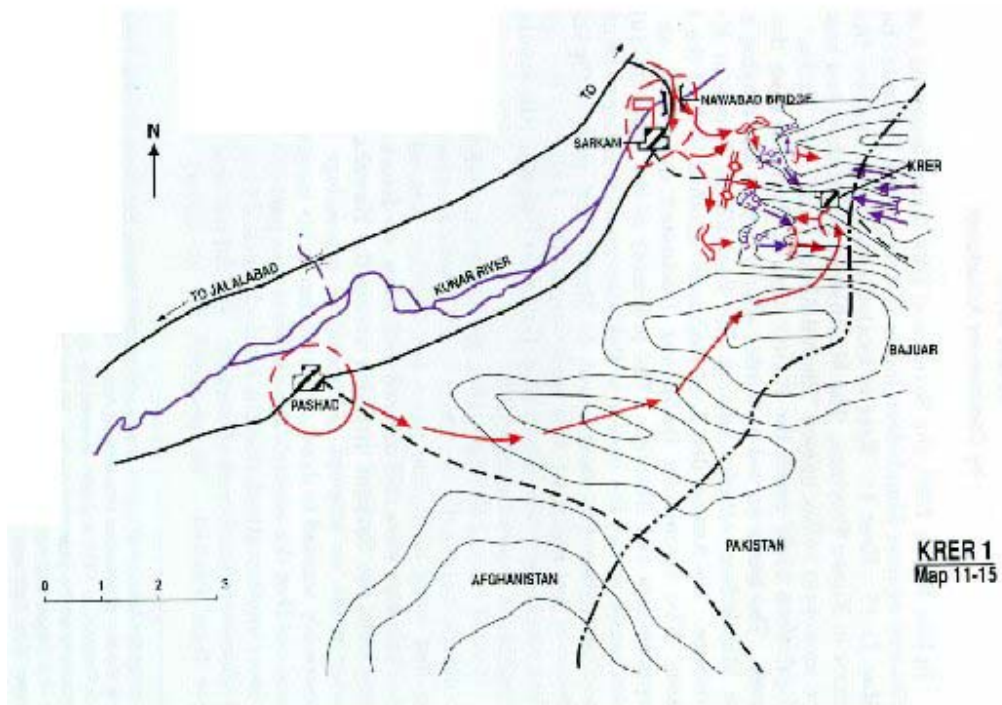 TO
NAWABAD BRIDGE
SARKANI
KRER
N
TO JALALABAD
KUNAR RIVER
BAJUAR
PASHAD
PAKISTAN
AFGHANISTAN
KRER 1
Map 11-15
0 1 2 3